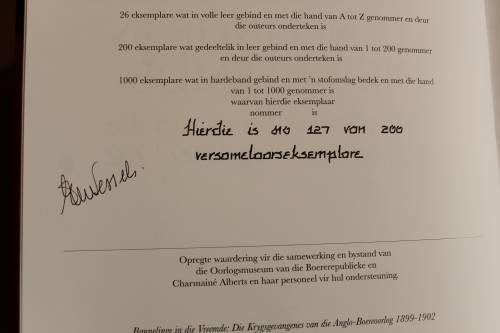 26 eksemplare wat in volle leer gebind en met die hand van A tot Z genommer en deur
die outeurs onderteken is
200 eksemplare wat gedeeltelik in leer gebind en met die hand van 1 tot 200 genommer
en deur die outeurs onderteken is
1000 eksemplare wat in hardeband gebind en met 'n stofomslag bedek en met die hand
van 1 tot 1000 genommer is
waarvan hierdie eksemplaar
nommer is
Hierdie is no 127 van 200
versamelaarseksemplare
Wessels.
Opregte waardering vir die samewerking en bystand van
die Oorlogsmuseum van die Boererepublieke en
Charmainé Alberts en haar personeel vir hul ondersteuning.
Bannelinge in die Vreemde: Die Krygsgevangenes van die Anglo-Boereoorlog 1899-1902